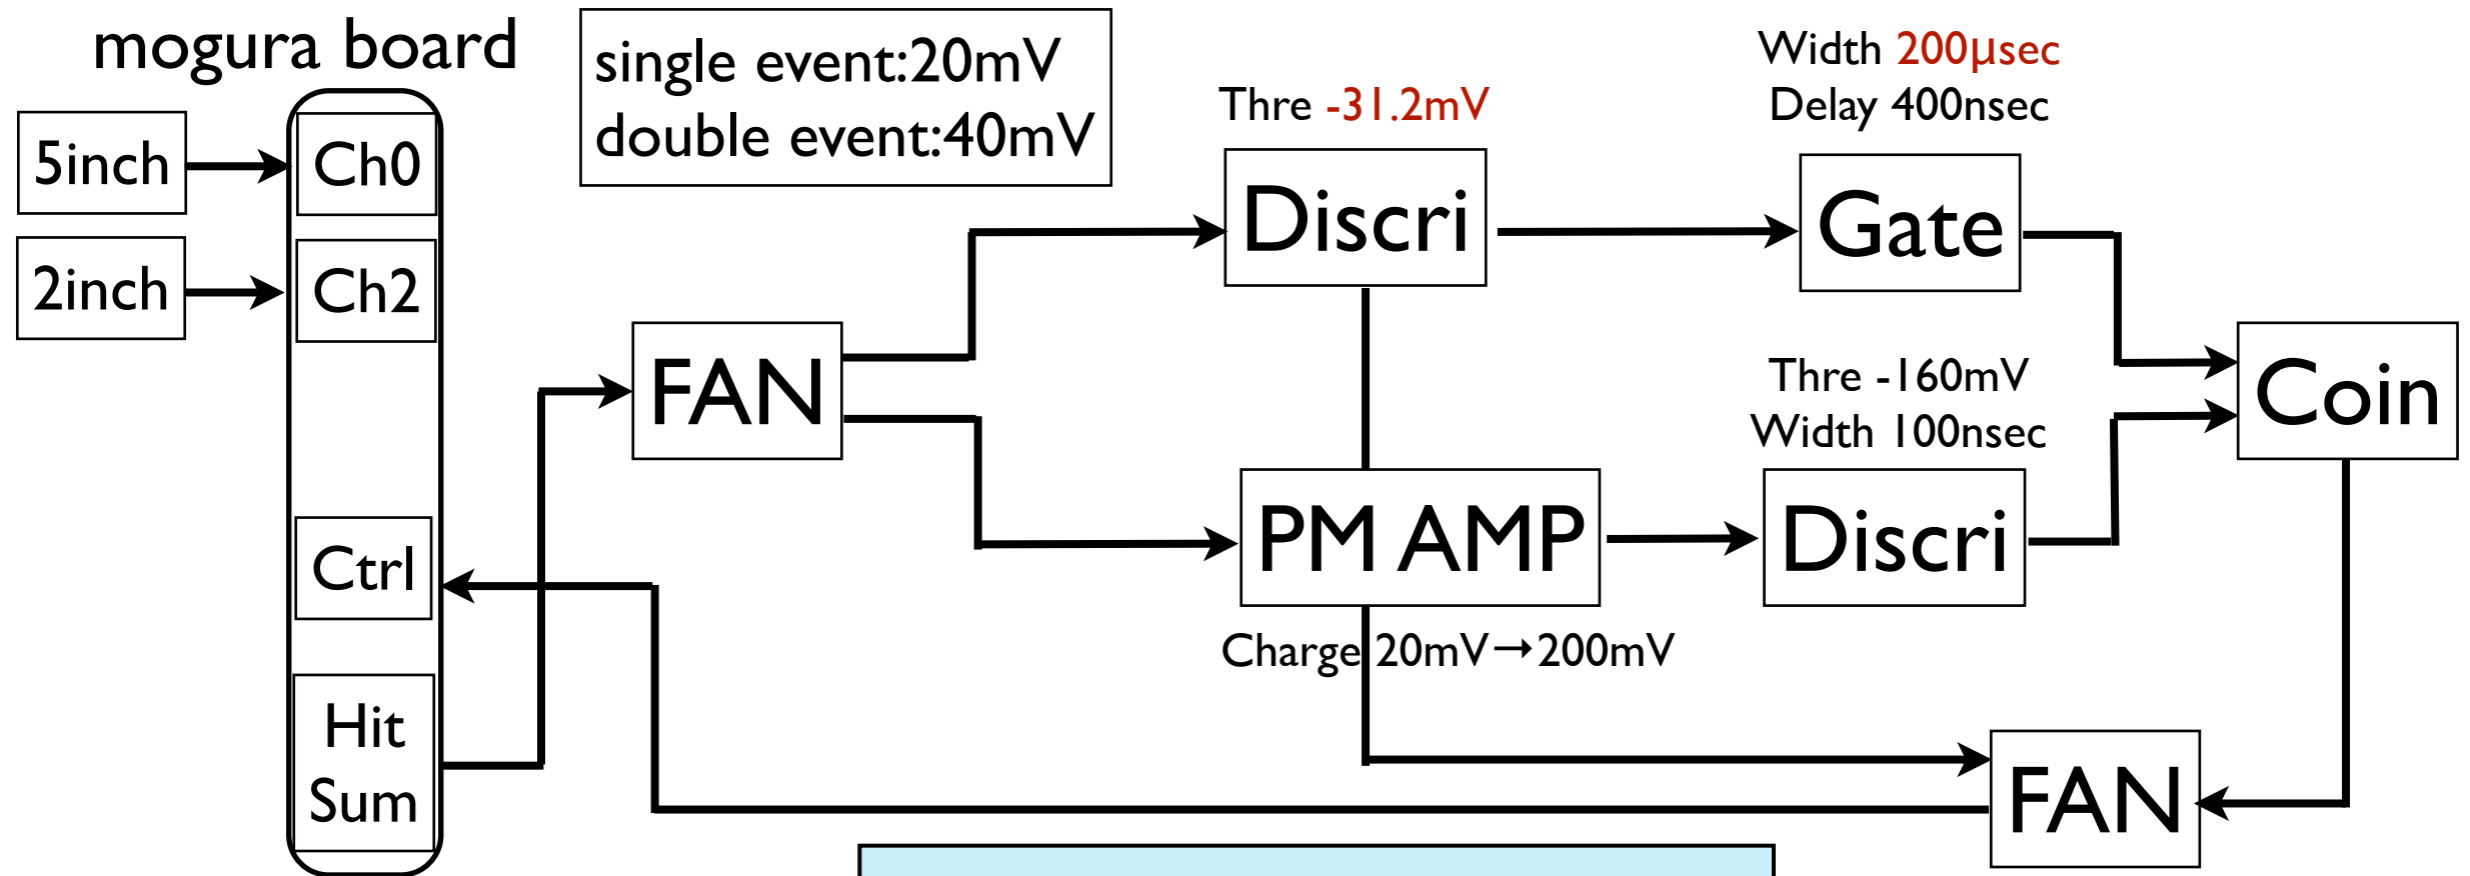 mogura board
5inch
2inch
Ch0
Ch2
Ctrl
Hit
Sum
single event:20mV
double event:40mV
FAN
Thre -31.2mV
Discri
Width 200μsec
Delay 400nsec
Gate
PM AMP
Charge 20mV→200mV
Thre -160mV
Width 100nsec
Discri
Coin
FAN